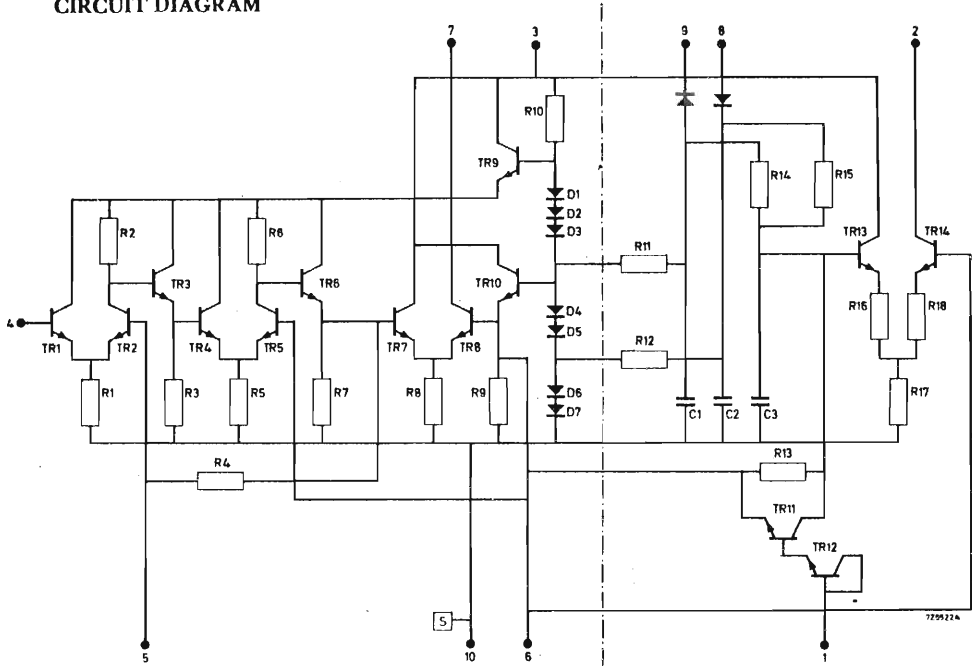 CIRCUIT DIAGRAM
7 3 9 8 2
R10
TR9
R14 R15
D1
R2 R6 D2
D3 TR13 TR14
R11
TR3 TR6 TR10
R16 R18
4 D4
TR1 TR2 TR4 TR5 TR7 TR8 D5
R12
R1 R3 R5 R7 R8 R9 D6 R17
D7 C1 C2 C3
R4 R13
TR11
TR12
S
5 10 6 1